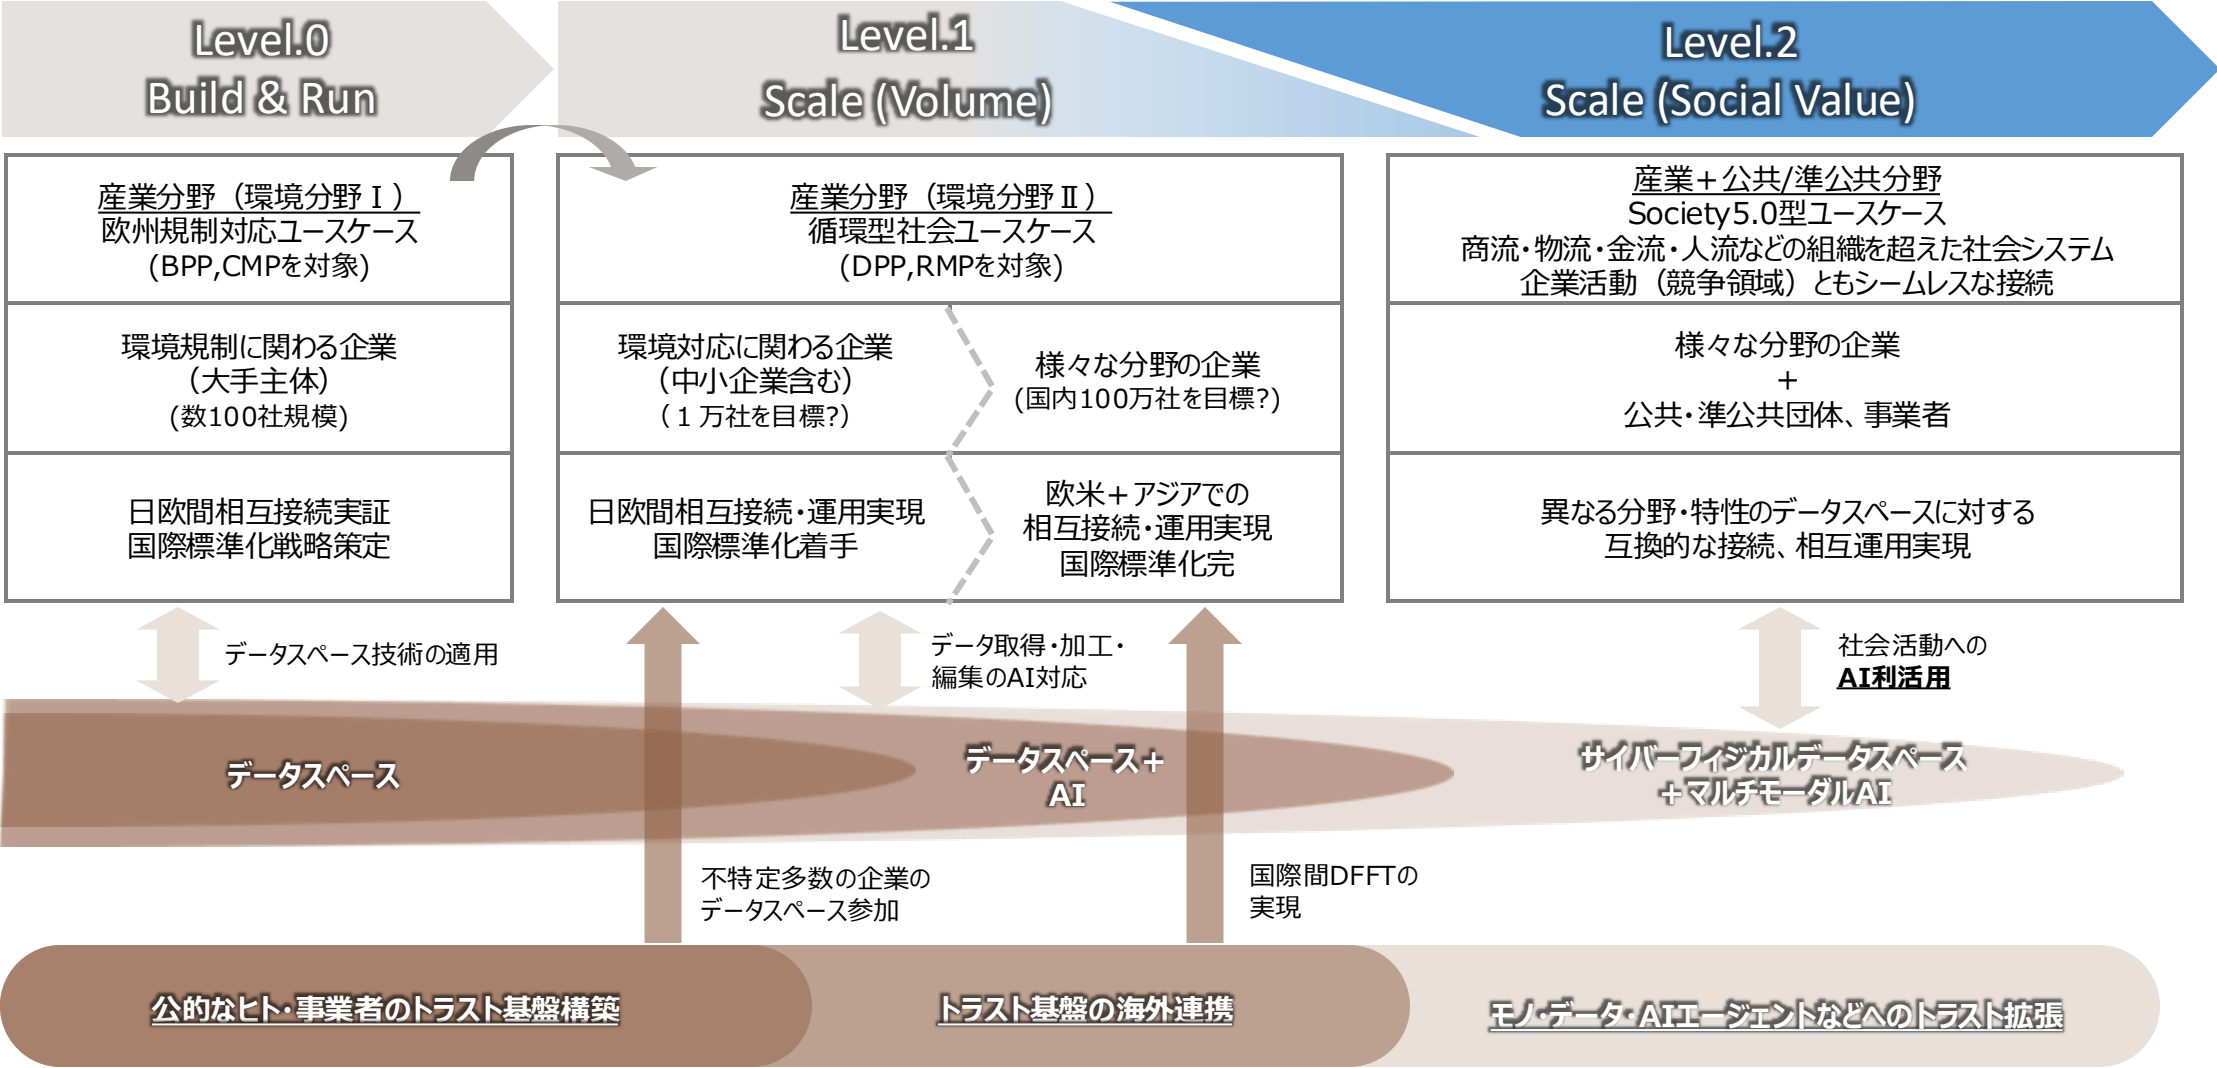 Level.0
Build & Run
Level.1
Scale (Volume)
Level.2
Scale (Social Value)
産業分野（環境分野Ⅰ）
欧州規制対応ユースケース
(BPP,CMPを対象)
産業分野（環境分野Ⅱ）
循環型社会ユースケース
(DPP,RMPを対象)
産業＋公共/準公共分野
Society5.0型ユースケース
商流・物流・金流・人流などの組織を超えた社会システム
企業活動（競争領域）ともシームレスな接続
環境規制に関わる企業
（大手主体）
(数100社規模)
環境対応に関わる企業
（中小企業含む）
（１万社を目標?）
様々な分野の企業
(国内100万社を目標?)
様々な分野の企業
＋
公共・準公共団体、事業者
日欧間相互接続実証
国際標準化戦略策定
日欧間相互接続・運用実現
国際標準化着手
欧米＋アジアでの
相互接続・運用実現
国際標準化完
異なる分野・特性のデータスペースに対する
互換的な接続、相互運用実現
データスペース技術の適用
データ取得・加工・
編集のAI対応
社会活動への
AI利活用
データスペース
データスペース＋
AI
サイバーフィジカルデータスペース
＋マルチモーダルAI
不特定多数の企業の
データスペース参加
国際間DFFTの
実現
公的なヒト・事業者のトラスト基盤構築
トラスト基盤の海外連携
モノ・データ・AIエージェントなどへのトラスト拡張